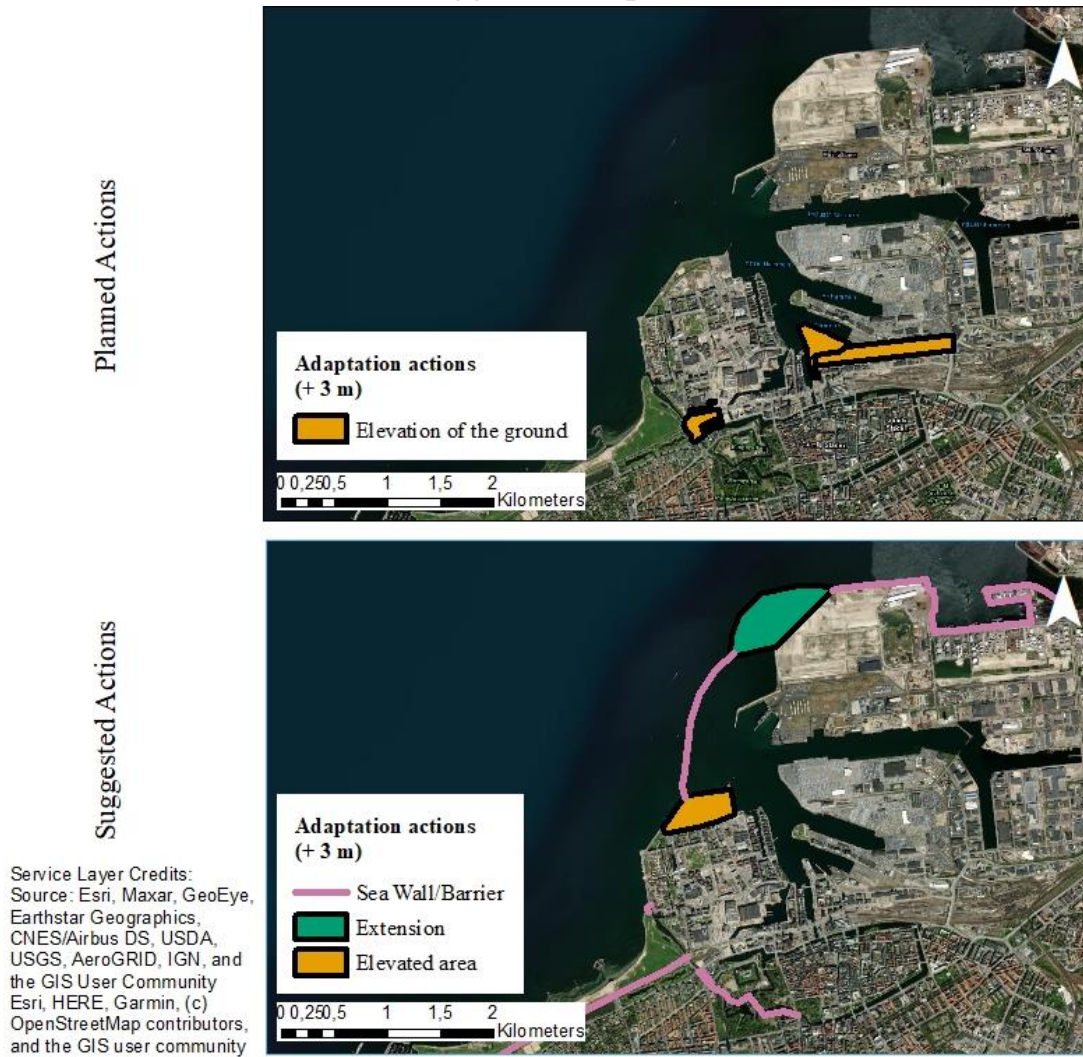 Planned Actions
Adaptation actions
(+ 3 m)
Elevation of the ground
0 0,250,5 1 1,5 2
Kilometers
Suggested Actions
Adaptation actions
(+ 3 m)
Sea Wall/Barrier
Extension
Elevated area
0 0,250,5 1 1,5 2
Kilometers
Service Layer Credits:
Source: Esri, Maxar, GeoEye,
Earthstar Geographics,
CNES/Airbus DS, USDA,
USGS, AeroGRID, IGN, and
the GIS User Community
Esri, HERE, Garmin, (c)
OpenStreetMap contributors,
and the GIS user community